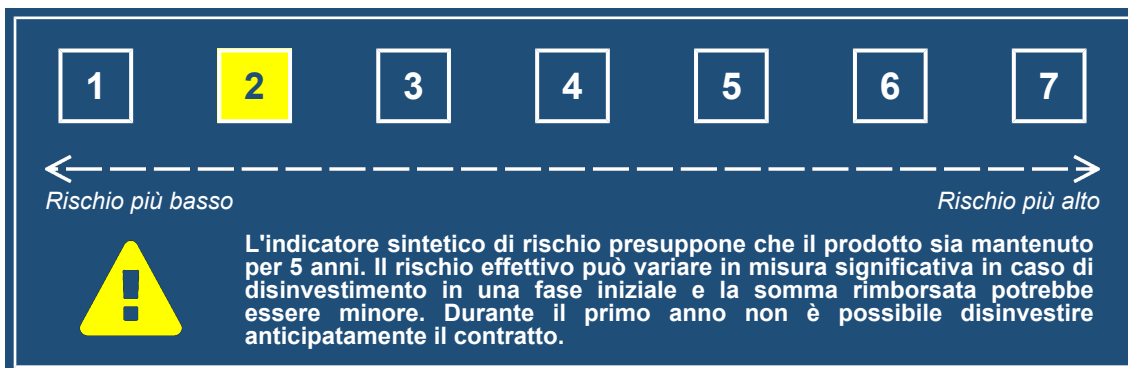 1 2 3 4 5 6 7
Rischio più basso Rischio più alto
L'indicatore sintetico di rischio presuppone che il prodotto sia mantenuto
per 5 anni. Il rischio effettivo può variare in misura significativa in caso di
disinvestimento in una fase iniziale e la somma rimborsata potrebbe
essere minore. Durante il primo anno non è possibile disinvestire
anticipatamente il contratto.